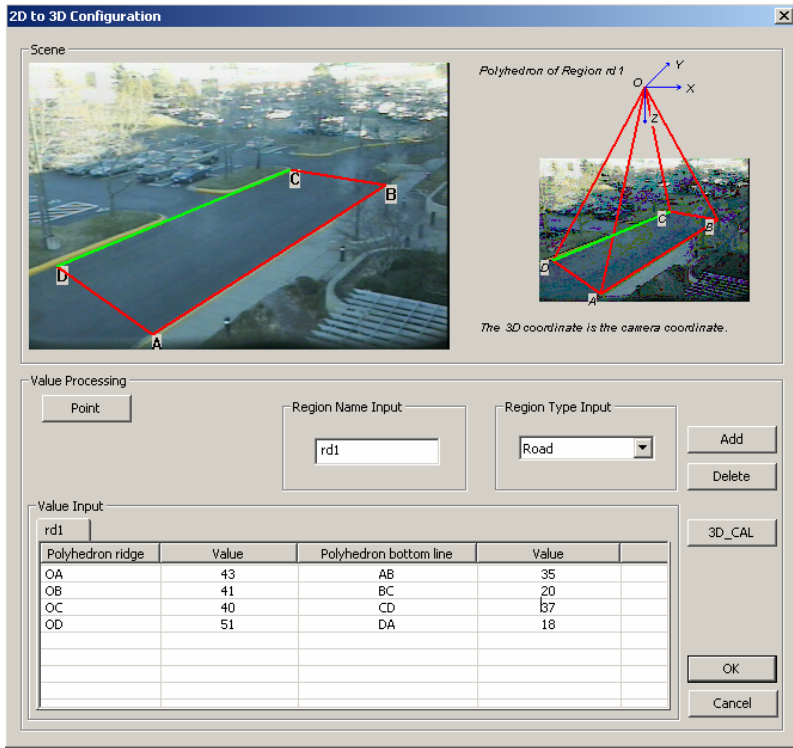 2D to 3D Configuration
Scene
C
B
D
A
Polyhedron of Region rd1
Y
O
X
Z
C
B
D
A
The 3D coordinate is the camera coordinate.
Value Processing
Point
Region Name Input
rd1
Region Type Input
Road
Add
Delete
3D_CAL
OK
Cancel
Value Input
rd1
Polyhedron ridge Value Polyhedron bottom line Value
OA 43 AB 35
OB 41 BC 20
OC 40 CD 37
OD 51 DA 18